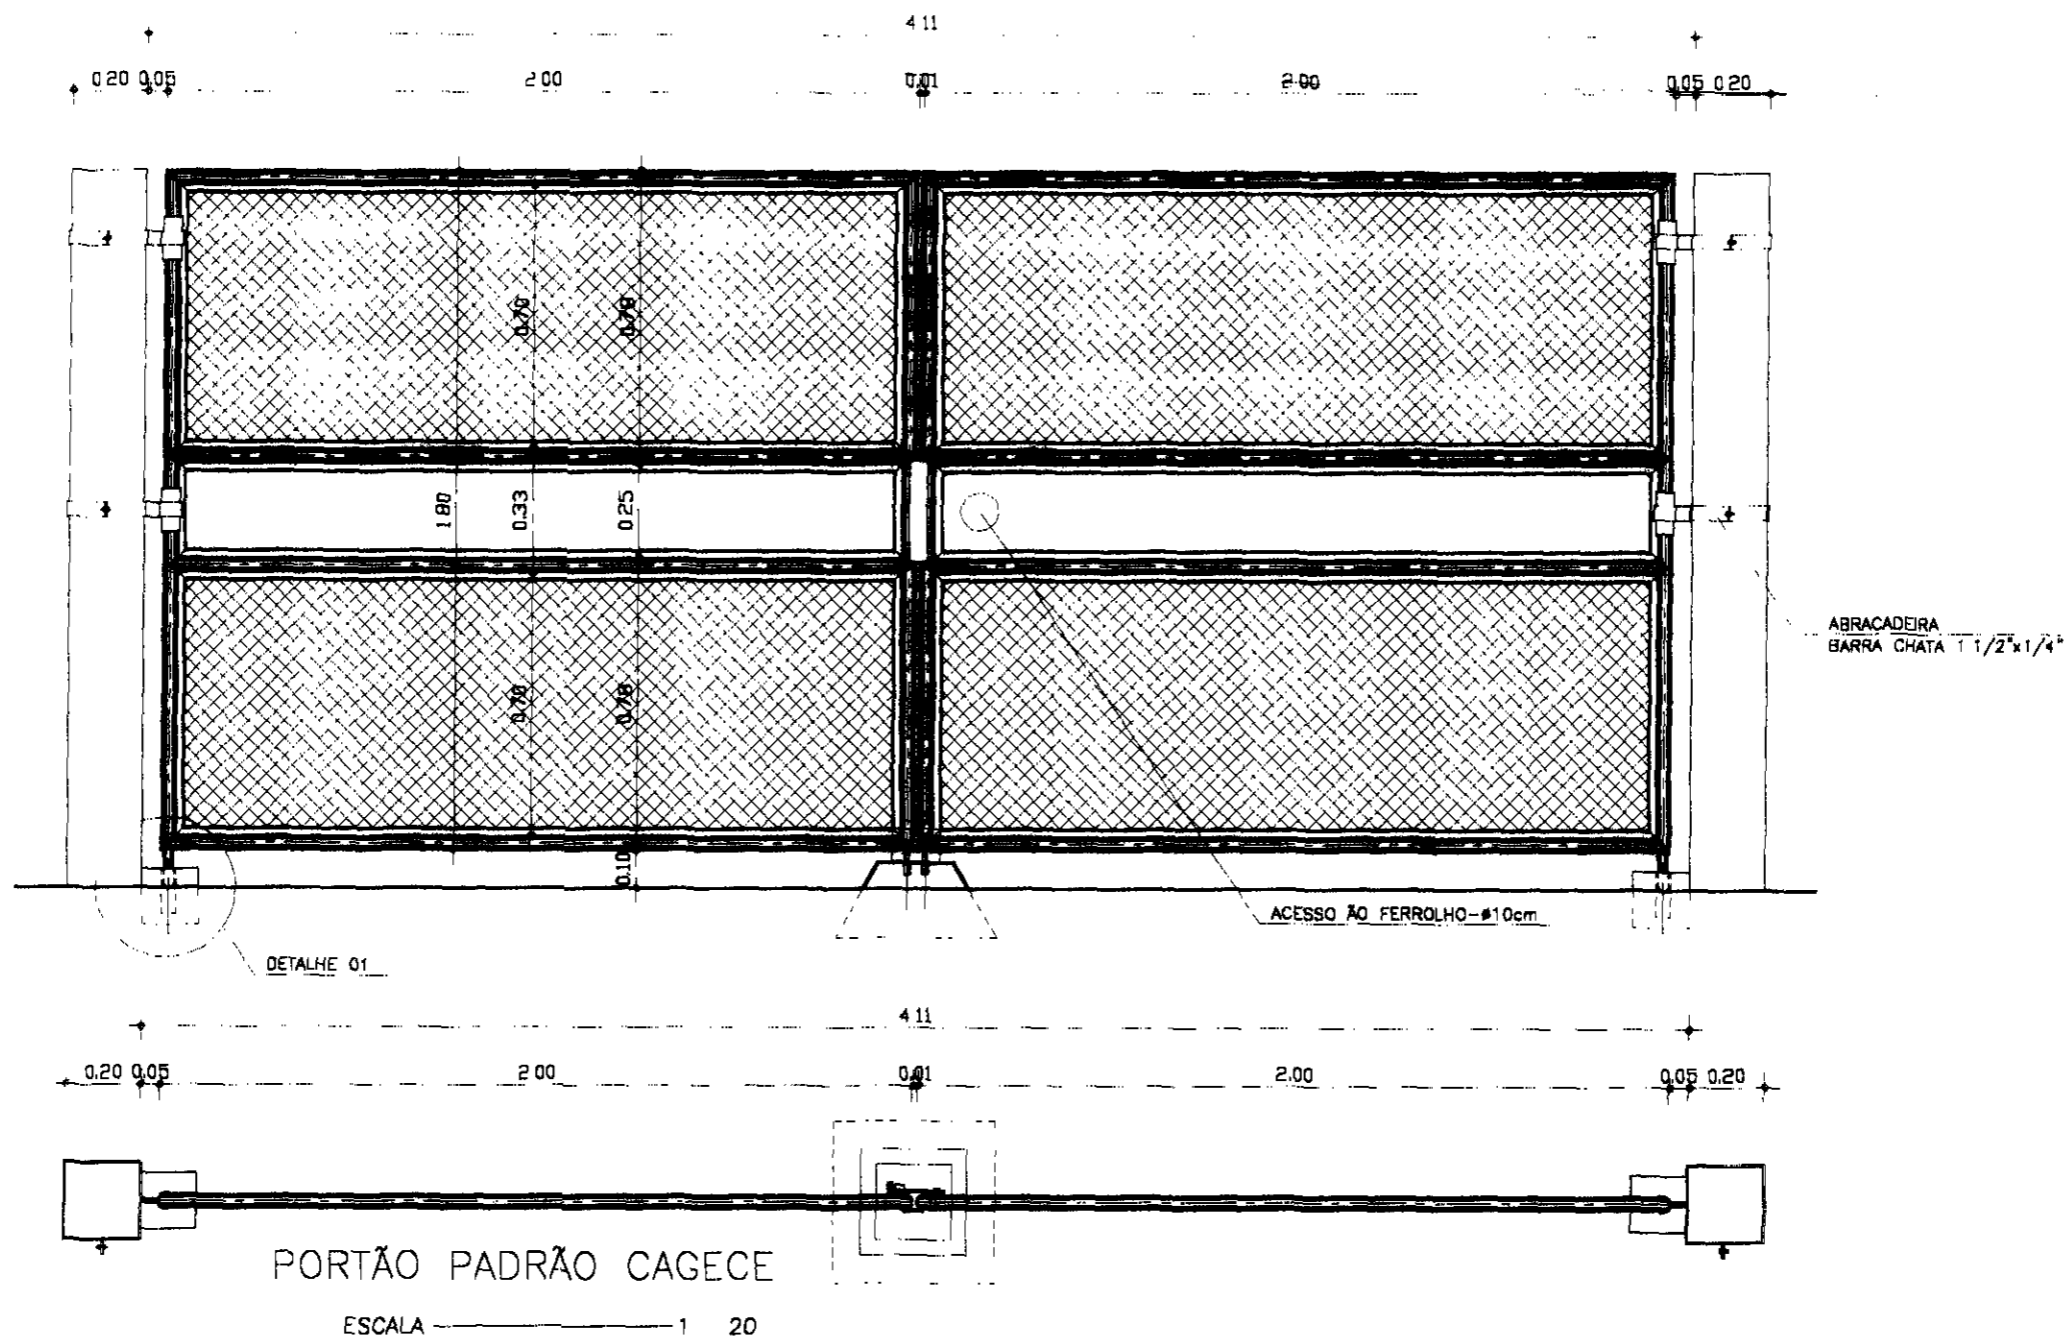 4 11
0 20 0,05 2 00 0,01 2.00 0,05 0 20
0.70 0.78
1 80 0.33 0.25
ABRACADEIRA
BARRA CHATA 1 1/2"x1/4"
0.70 0.78
0.10
ACESSO ÃO FERROLHO-ø10cm
DETALHE 01
4 11
0.20 0,05 2 00 0,01 2.00 0,05 0.20
PORTÃO PADRÃO CAGECE
ESCALA 1 20